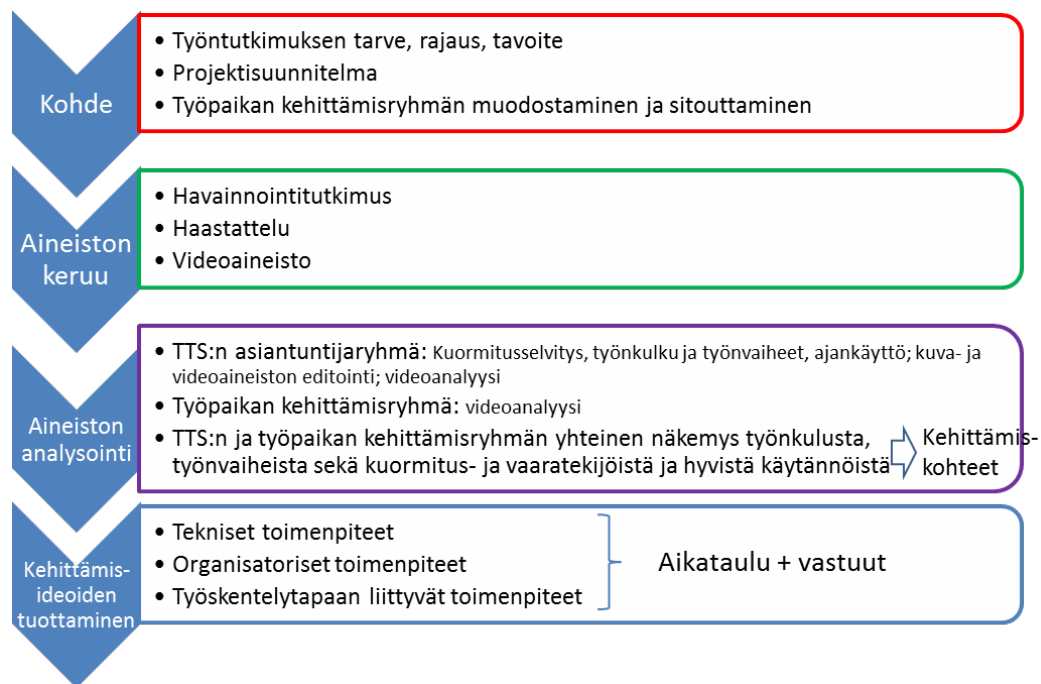 Kohde
• Työntutkimuksen tarve, rajaus, tavoite
• Projektisuunnitelma
• Työpaikan kehittämisryhmän muodostaminen ja sitouttaminen
Aineiston
keruu
• Havainnointitutkimus
• Haastattelu
• Videoaineisto
Aineiston
analysointi
• TTS:n asiantuntijaryhmä: Kuormitusselvitys, työnkulku ja työnvaiheet, ajankäyttö; kuva- ja
videoaineiston editointi; videoanalyysi
• Työpaikan kehittämisryhmä: videoanalyysi
• TTS:n ja työpaikan kehittämisryhmän yhteinen näkemys työnkulusta,
työnvaiheista sekä kuormitus- ja vaaratekijöistä ja hyvistä käytännöistä
Kehittämis-
kohteet
Kehittämis-
ideoiden
tuottaminen
• Tekniset toimenpiteet
• Organisatoriset toimenpiteet
• Työskentelytapaan liittyvät toimenpiteet
Aikataulu + vastuut